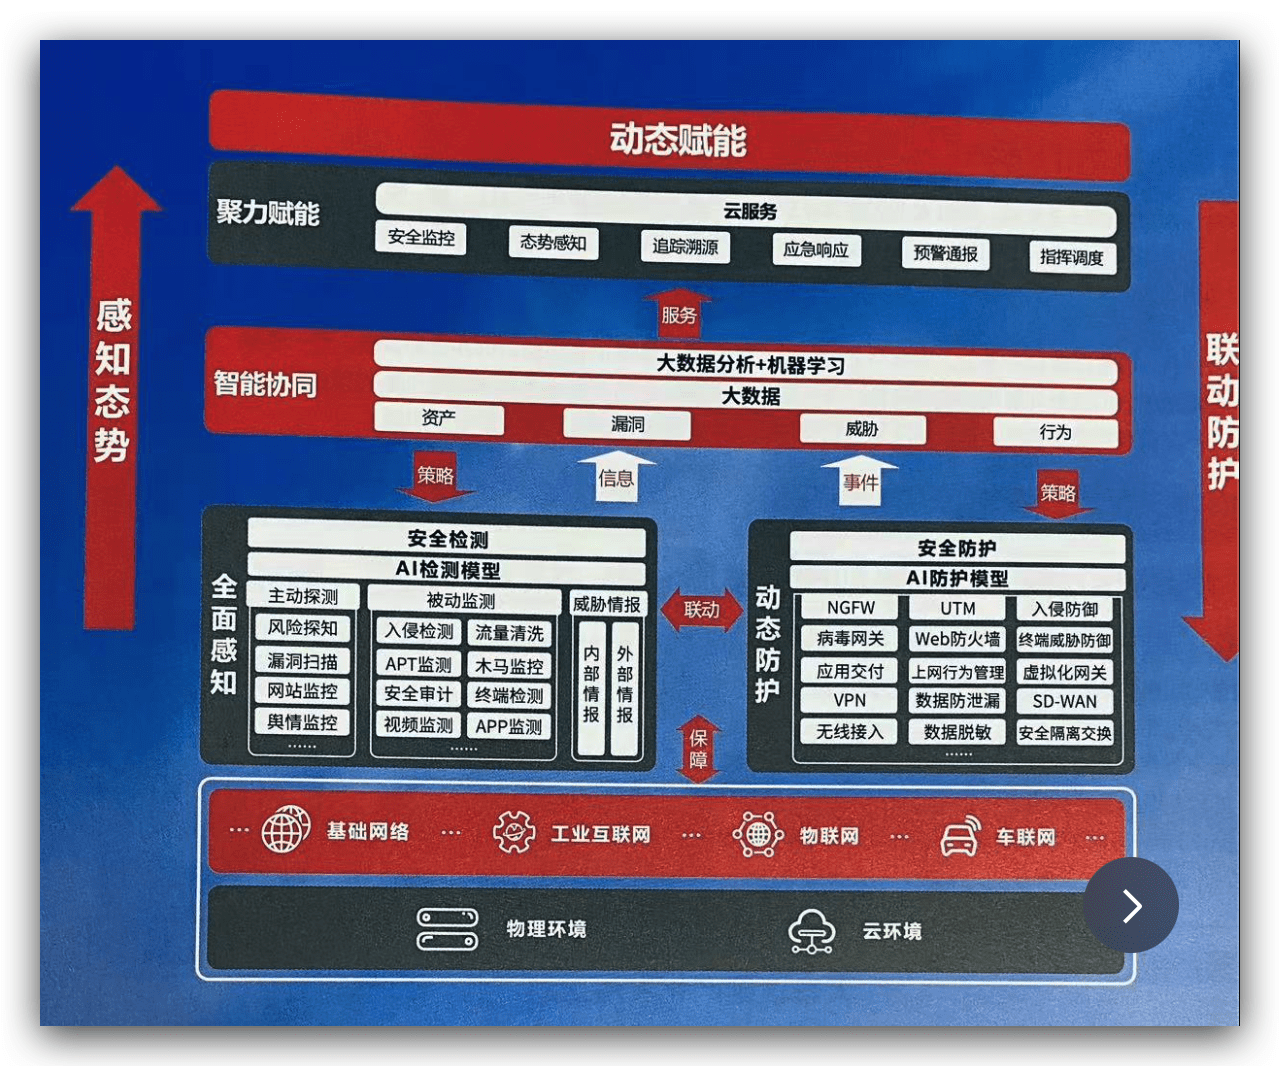 动态赋能
聚力赋能
云服务
安全监控 态势感知 追踪溯源 应急响应 预警通报 指挥调度
服务
感知态势
联动防护
智能协同
大数据分析+机器学习
大数据
资产 漏洞 威胁 行为
策略 信息 事件 策略
全面感知
安全检测
AI检测模型
主动探测 被动监测 威胁情报
风险探知 入侵检测 流量清洗
漏洞扫描 APT监测 木马监控
网站监控 安全审计 终端检测
舆情监控 视频监测 APP监测
内部情报 外部情报
...... ......
联动
保障
动态防护
安全防护
AI防护模型
NGFW UTM 入侵防御
病毒网关 Web防火墙 终端威胁防御
应用交付 上网行为管理 虚拟化网关
VPN 数据防泄漏 SD-WAN
无线接入 数据脱敏 安全隔离交换
......
... 基础网络 ... 工业互联网 ... 物联网 ... 车联网 ...
物理环境 云环境